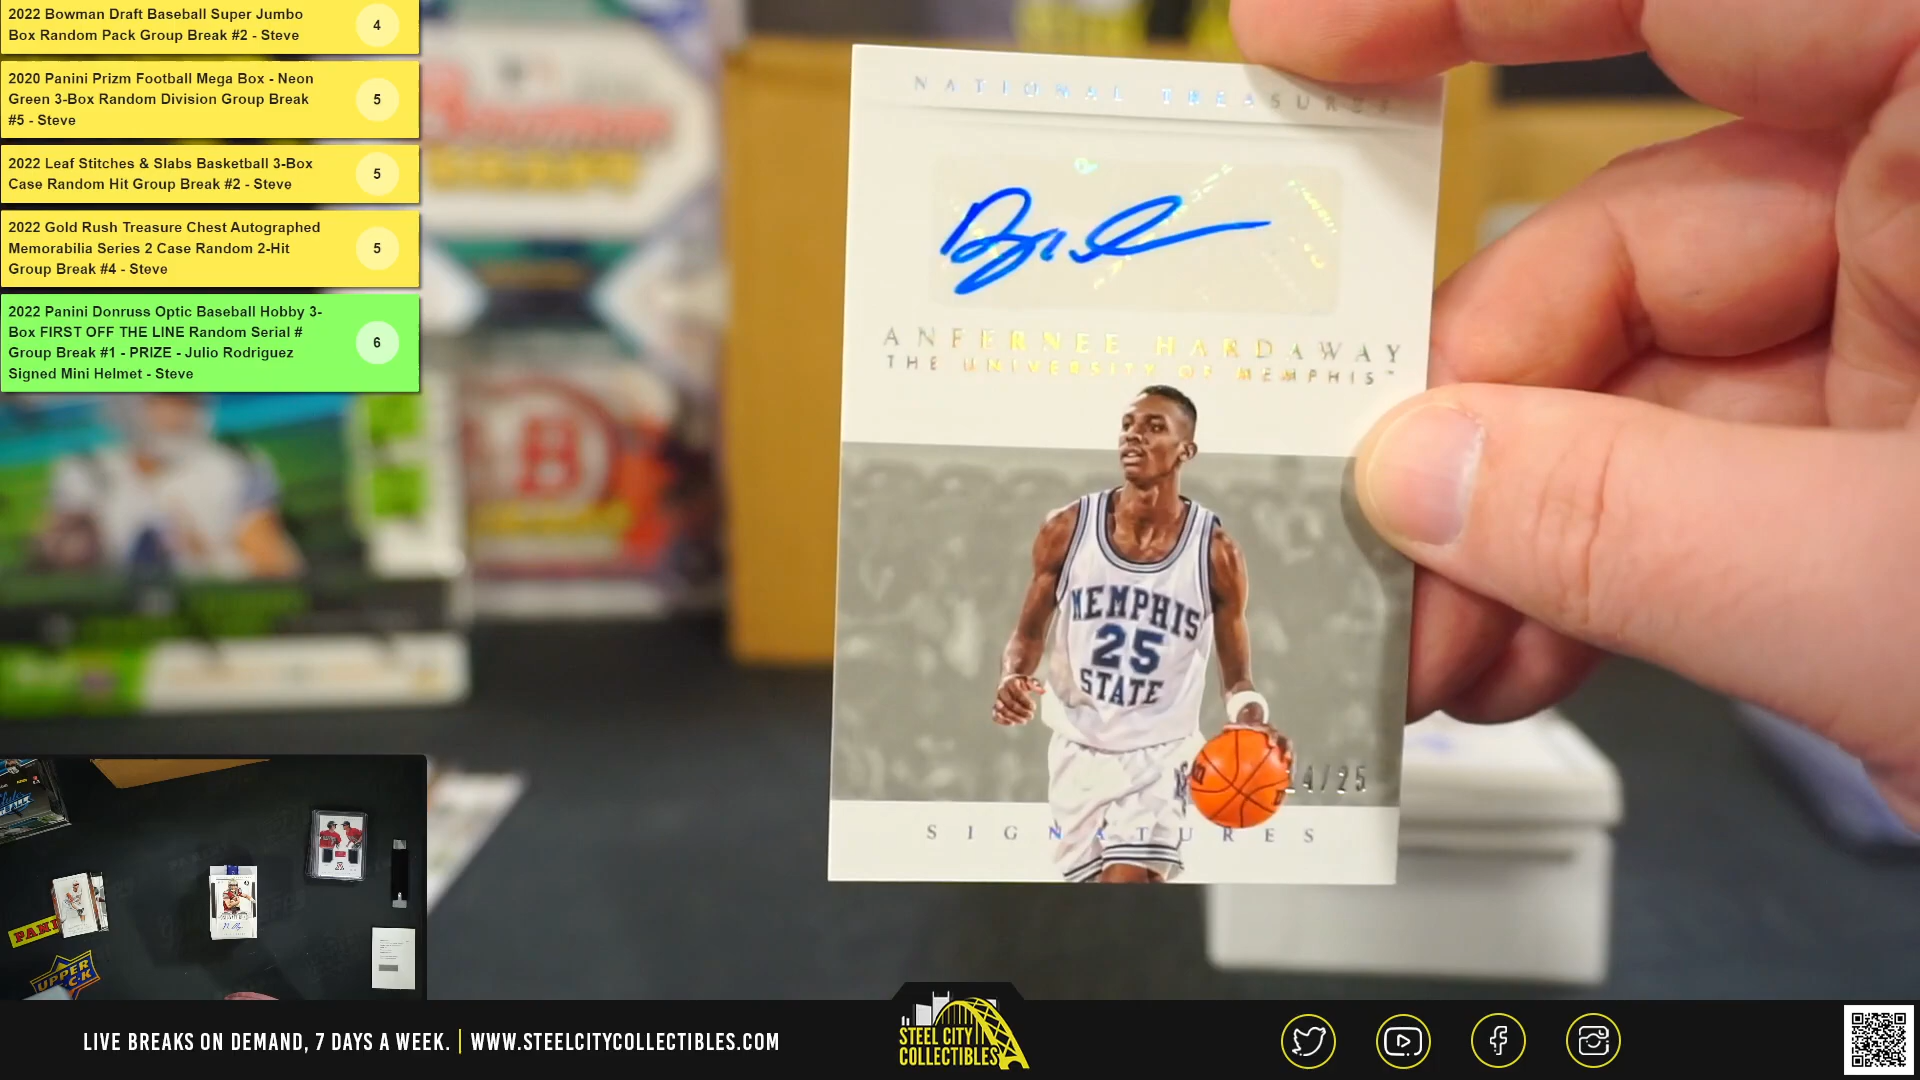 2022 Bowman Draft Baseball Super Jumbo
Box Random Pack Group Break #2 - Steve
4
2020 Panini Prizm Football Mega Box - Neon
Green 3-Box Random Division Group Break
#5 - Steve
5
2022 Leaf Stitches & Slabs Basketball 3-Box
Case Random Hit Group Break #2 - Steve
5
2022 Gold Rush Treasure Chest Autographed
Memorabilia Series 2 Case Random 2-Hit
Group Break #4 - Steve
5
2022 Panini Donruss Optic Baseball Hobby 3-
Box FIRST OFF THE LINE Random Serial #
Group Break #1 - PRIZE - Julio Rodriguez
Signed Mini Helmet - Steve
6
NATIONAL TREASURES
ANFERNEE HARDAWAY
THE UNIVERSITY OF MEMPHIS™
MEMPHIS
25
STATE
14/25
SIGNATURES
PANI
UPPER
LIVE BREAKS ON DEMAND, 7 DAYS A WEEK. | WWW.STEELCITYCOLLECTIBLES.COM
STEEL CITY
COLLECTIBLES